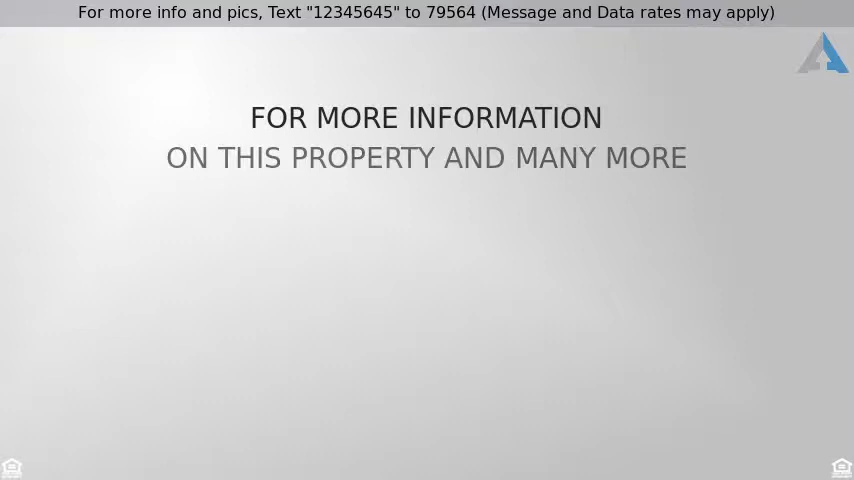 For more info and pics, Text "12345645" to 79564 (Message and Data rates may apply)
FOR MORE INFORMATION
ON THIS PROPERTY AND MANY MORE